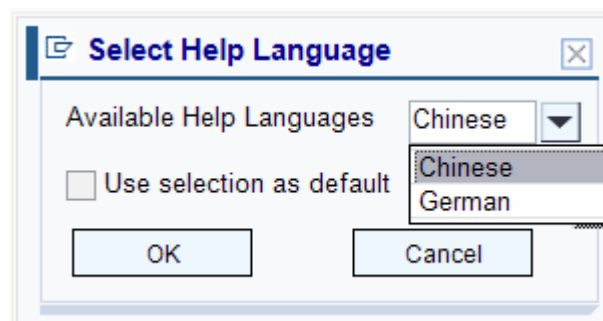 Select Help Language
Available Help Languages Chinese
Chinese
Use selection as default
German
OK Cancel